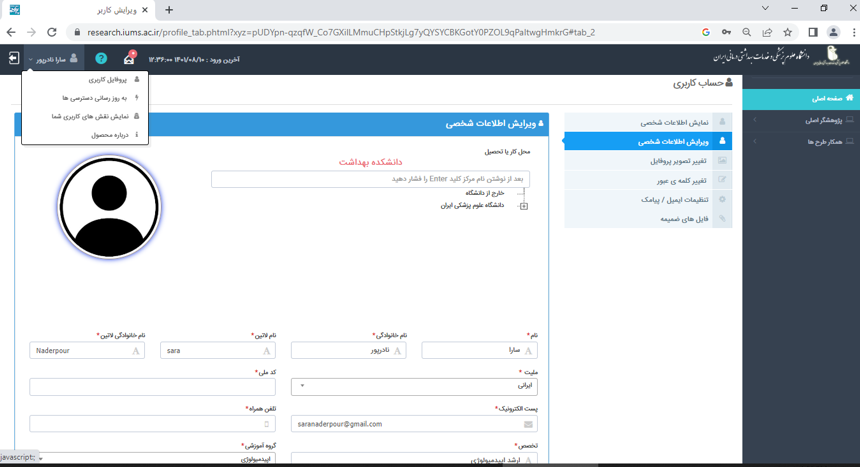 ویرایش کاربر
research.iums.ac.ir/profile_tab.phtml?xyz=pUDYpn-qzqfW_Co7GXiILMmuCHpStkjLg7yQYSYCBKGotY0PZOL9qPaItwgHmkrG#tab_2
دانشگاه علوم پزشکی و خدمات بهداشتی درمانی ایران
آخرین ورود : ۱۴۰۱/۰۸/۱۰ ۱۲:۳۶:۰۰
سارا نادرپور
پروفایل کاربری
به روز رسانی دسترسی ها
نمایش نقش های کاربری شما
درباره محصول
صفحه اصلی
پژوهشگر اصلی
همکار طرح ها
حساب کاربری
نمایش اطلاعات شخصی
ویرایش اطلاعات شخصی
تغییر تصویر پروفایل
تغییر کلمه ی عبور
تنظیمات ایمیل / پیامک
فایل های ضمیمه
ویرایش اطلاعات شخصی
محل کار یا تحصیل
دانشکده بهداشت
بعد از نوشتن نام مرکز کلید Enter را فشار دهید
خارج از دانشگاه
دانشگاه علوم پزشکی ایران
نام* نام خانوادگی* نام لاتین* نام خانوادگی لاتین*
سارا نادرپور sara Naderpour
ملیت * کد ملی*
ایرانی
پست الکترونیک* تلفن همراه*
saranaderpour@gmail.com
تخصص* گروه آموزشی*
ارشد اپیدمیولوژی اپیدمیولوژی
javascript:;